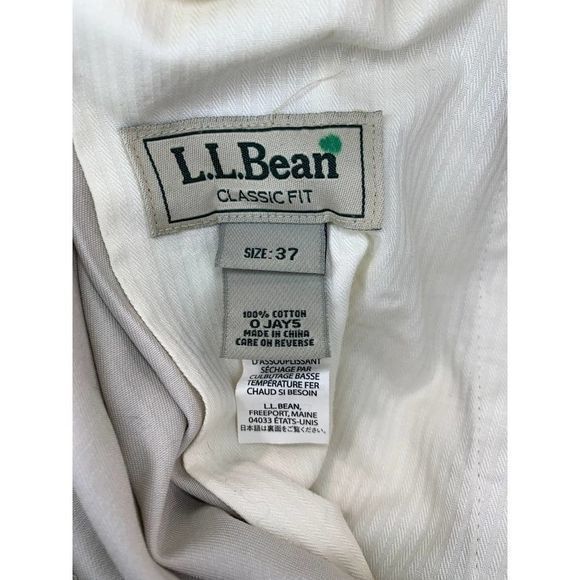 L.L.Bean
CLASSIC FIT
SIZE: 37
100% COTTON
0 JAY5
MADE IN CHINA
CARE ON REVERSE
D'ASSOUPLISSANT
SÉCHAGE PAR
CULBUTAGE BASSE
TEMPÉRATURE FER
CHAUD SI BESOIN
L.L.BEAN,
FREEPORT, MAINE
04033 ÉTATS-UNIS
日本語は裏面をご覧ください。